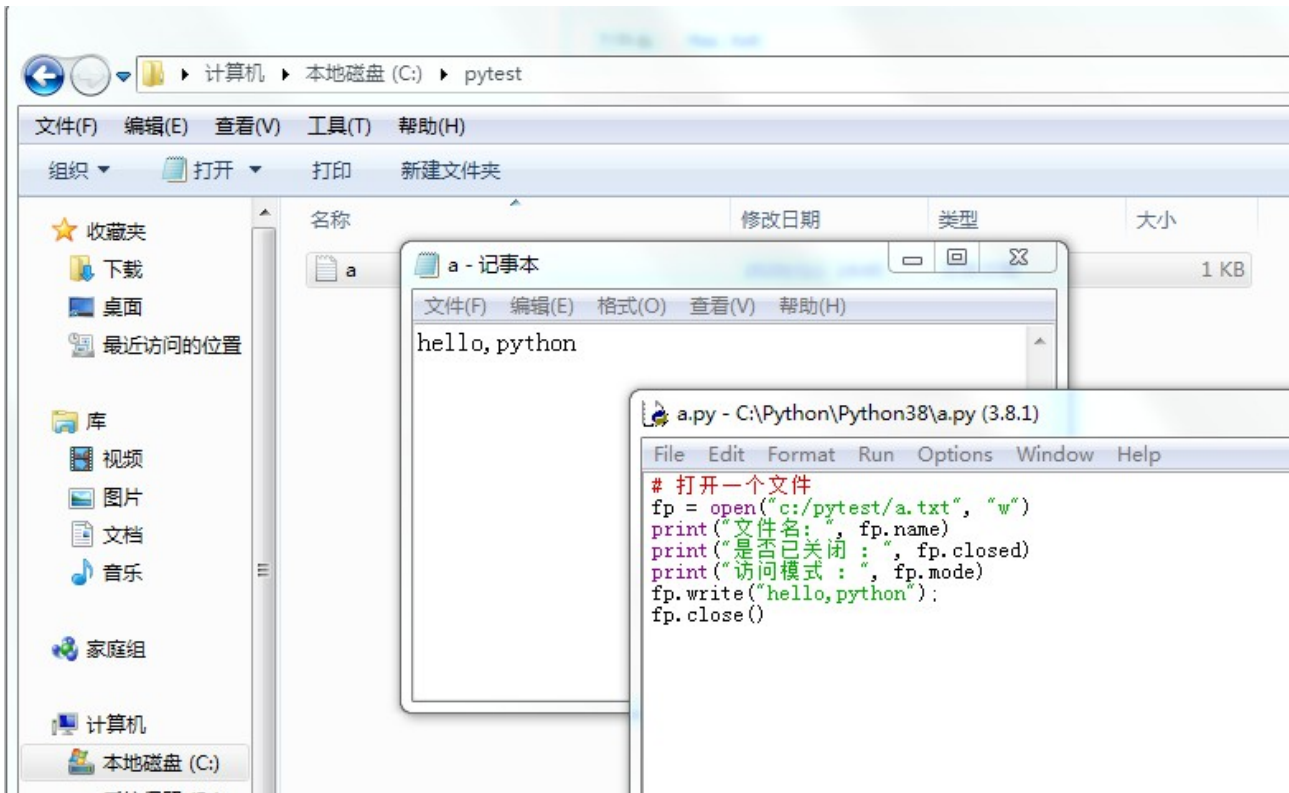 计算机 本地磁盘 (C:) pytest
文件(F) 编辑(E) 查看(V) 工具(T) 帮助(H)
组织 打开 打印 新建文件夹
名称 修改日期 类型 大小
收藏夹
下载
桌面
最近访问的位置
库
视频
图片
文档
音乐
家庭组
计算机
本地磁盘 (C:)
a 1 KB
a - 记事本
文件(F) 编辑(E) 格式(O) 查看(V) 帮助(H)
hello,python
a.py - C:\Python\Python38\a.py (3.8.1)
File Edit Format Run Options Window Help
# 打开一个文件
fp = open("c:/pytest/a.txt", "w")
print("文件名: ", fp.name)
print("是否已关闭 : ", fp.closed)
print("访问模式 : ", fp.mode)
fp.write("hello,python");
fp.close()